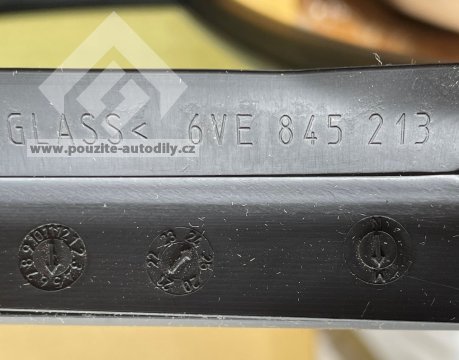 GLASS< 6VE 845 213
www.pouzite-autodily.cz